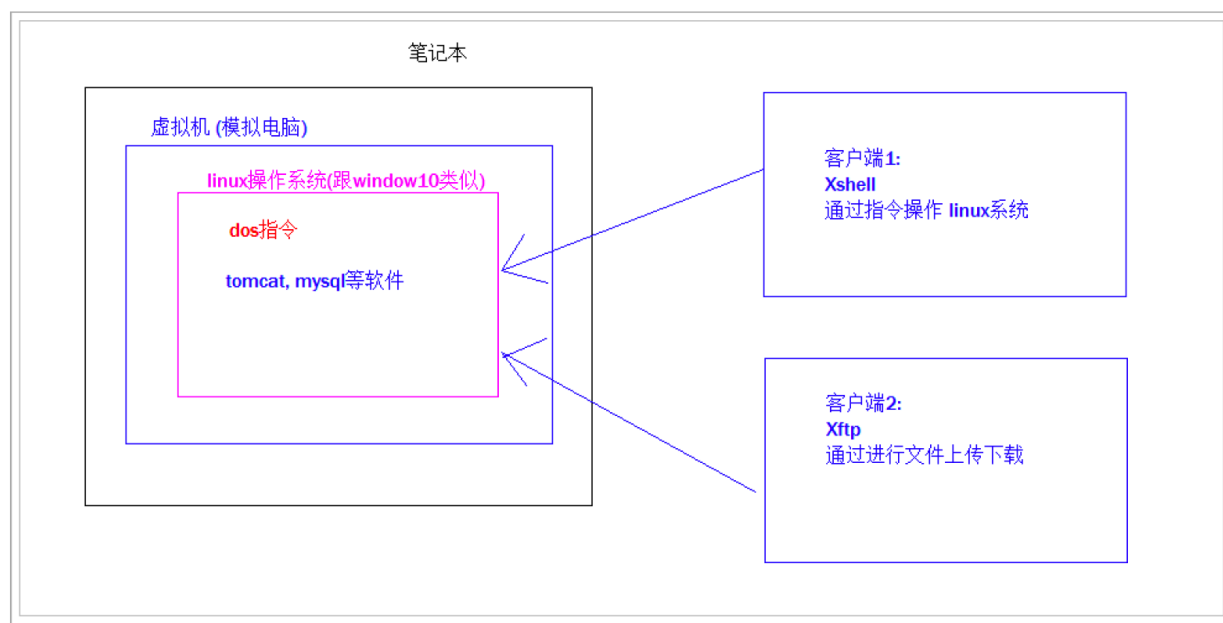 笔记本
虚拟机 (模拟电脑)
linux操作系统(跟window10类似)
dos指令
tomcat, mysql等软件
客户端1:
Xshell
通过指令操作 linux系统
客户端2:
Xftp
通过进行文件上传下载